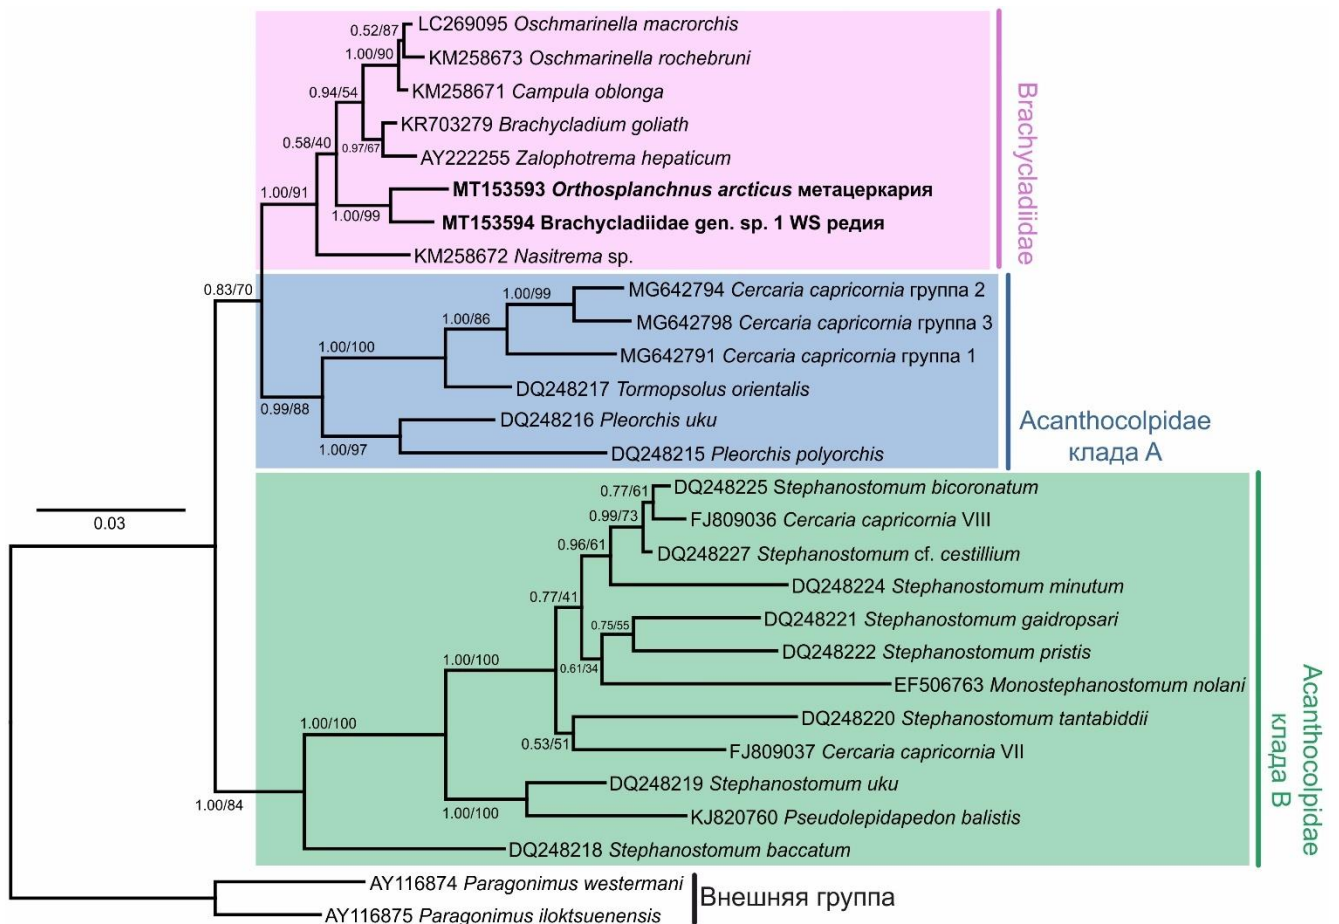 0.52/87
LC269095 Oschmarinella macrorchis
1.00/90
KM258673 Oschmarinella rochebruni
0.94/54
KM258671 Campula oblonga
0.58/40
KR703279 Brachycladium goliath
0.97/67
AY222255 Zalophotrema hepaticum
1.00/91
MT153593 Orthosplanchnus arcticus метацеркария
1.00/99
MT153594 Brachycladiidae gen. sp. 1 WS редия
KM258672 Nasitrema sp.
Brachycladiidae
0.83/70
1.00/99
MG642794 Cercaria capricornia группа 2
1.00/86
MG642798 Cercaria capricornia группа 3
1.00/100
MG642791 Cercaria capricornia группа 1
DQ248217 Tormopsolus orientalis
0.99/88
DQ248216 Pleorchis uku
1.00/97
DQ248215 Pleorchis polyorchis
Acanthocolpidae
клада A
0.03
0.77/61
DQ248225 Stephanostomum bicoronatum
0.99/73
FJ809036 Cercaria capricornia VIII
0.96/61
DQ248227 Stephanostomum cf. cestillium
0.77/41
DQ248224 Stephanostomum minutum
0.75/55
DQ248221 Stephanostomum gaidropsari
1.00/100
0.61/34
DQ248222 Stephanostomum pristis
EF506763 Monostephanostomum nolani
1.00/100
DQ248220 Stephanostomum tantabiddii
0.53/51
FJ809037 Cercaria capricornia VII
DQ248219 Stephanostomum uku
1.00/84
1.00/100
KJ820760 Pseudolepidapedon balistis
DQ248218 Stephanostomum baccatum
Acanthocolpidae
клада B
AY116874 Paragonimus westermani
AY116875 Paragonimus iloktsuenensis
Внешняя группа